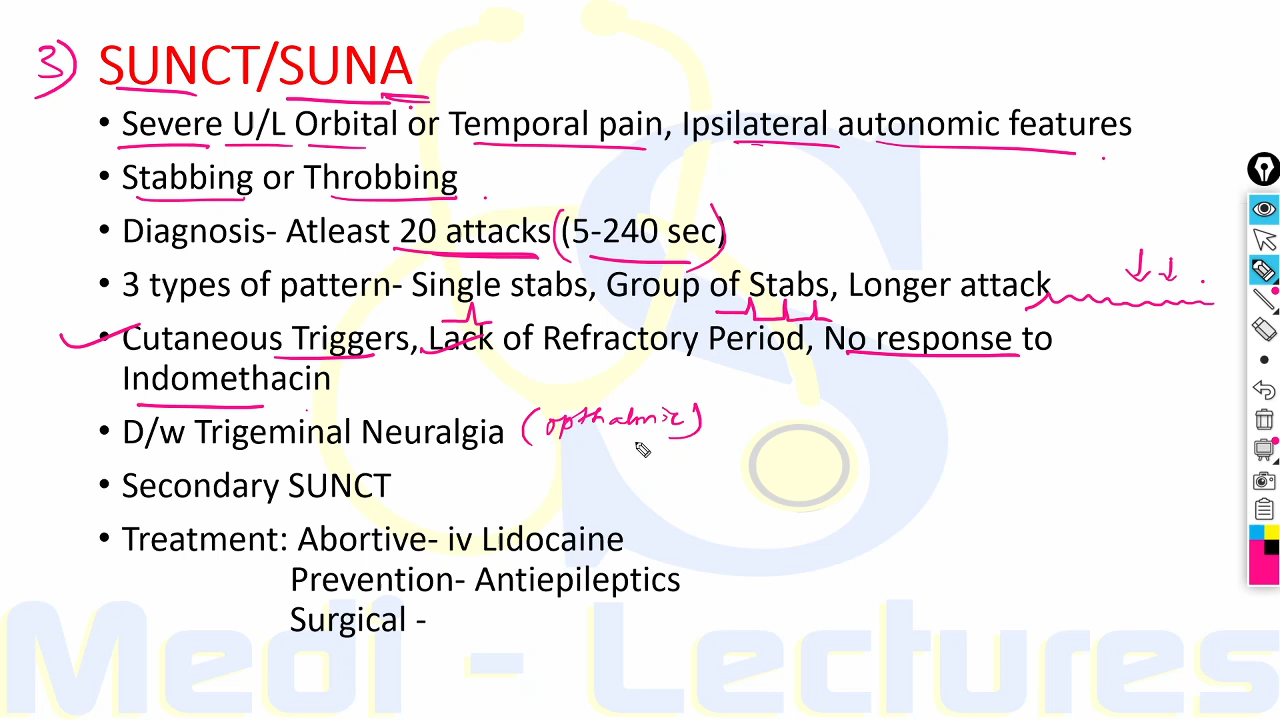 3) SUNCT/SUNA
• Severe U/L Orbital or Temporal pain, Ipsilateral autonomic features
• Stabbing or Throbbing
• Diagnosis- Atleast 20 attacks (5-240 sec)
• 3 types of pattern- Single stabs, Group of Stabs, Longer attack
• Cutaneous Triggers, Lack of Refractory Period, No response to
Indomethacin
• D/w Trigeminal Neuralgia (opthalmic)
• Secondary SUNCT
• Treatment: Abortive- iv Lidocaine
Prevention- Antiepileptics
Surgical -
Medi - Lectures